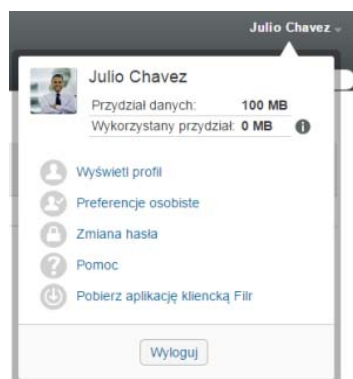 Julio Chavez
Julio Chavez
Przydział danych: 100 MB
Wykorzystany przydział: 0 MB
Wyświetl profil
Preferencje osobiste
Zmiana hasła
Pomoc
Pobierz aplikację kliencką Filr
Wyloguj